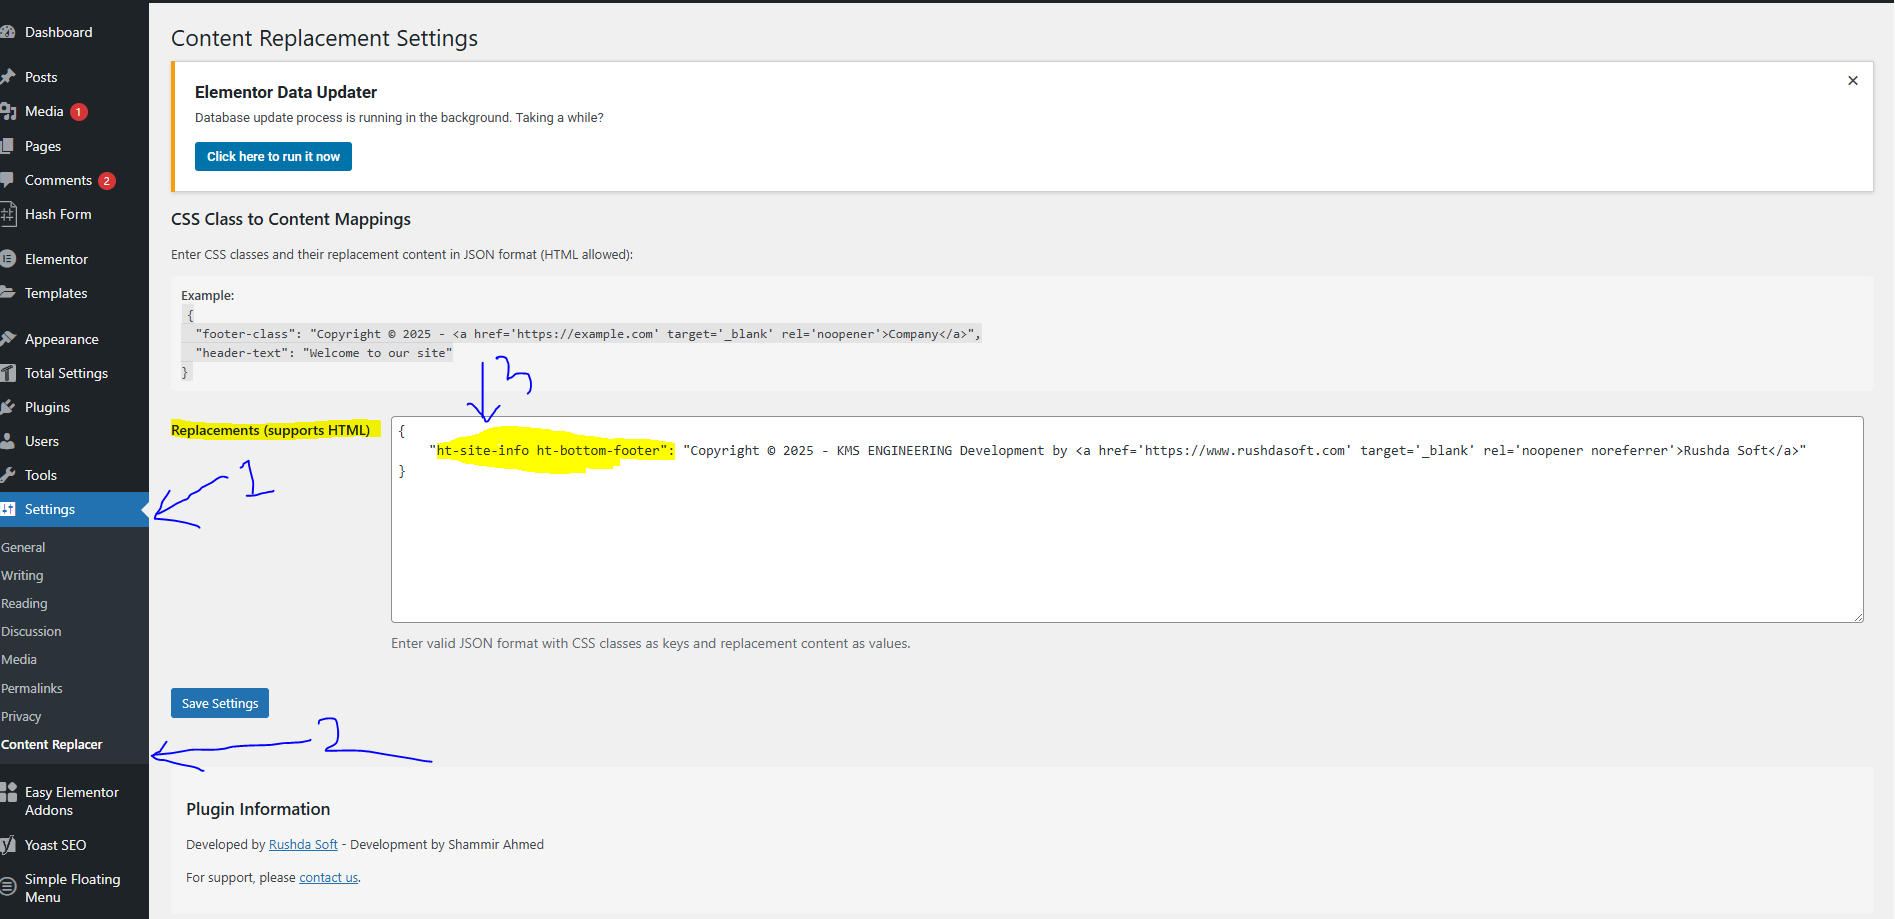 Dashboard
Posts
Media 1
Pages
Comments 2
Hash Form
Elementor
Templates
Appearance
Total Settings
Plugins
Users
Tools
Settings
General
Writing
Reading
Discussion
Media
Permalinks
Privacy
Content Replacer
Easy Elementor
Addons
Yoast SEO
Simple Floating
Menu
Content Replacement Settings
Elementor Data Updater
Database update process is running in the background. Taking a while?
Click here to run it now
CSS Class to Content Mappings
Enter CSS classes and their replacement content in JSON format (HTML allowed):
Example:
{
"footer-class": "Copyright © 2025 - <a href='https://example.com' target='_blank' rel='noopener'>Company</a>",
"header-text": "Welcome to our site"
}
3
Replacements (supports HTML)
{
"ht-site-info ht-bottom-footer": "Copyright © 2025 - KMS ENGINEERING Development by <a href='https://www.rushdasoft.com' target='_blank' rel='noopener noreferrer'>Rushda Soft</a>"
}
1
Enter valid JSON format with CSS classes as keys and replacement content as values.
Save Settings
2
Plugin Information
Developed by Rushda Soft - Development by Shammir Ahmed
For support, please contact us.